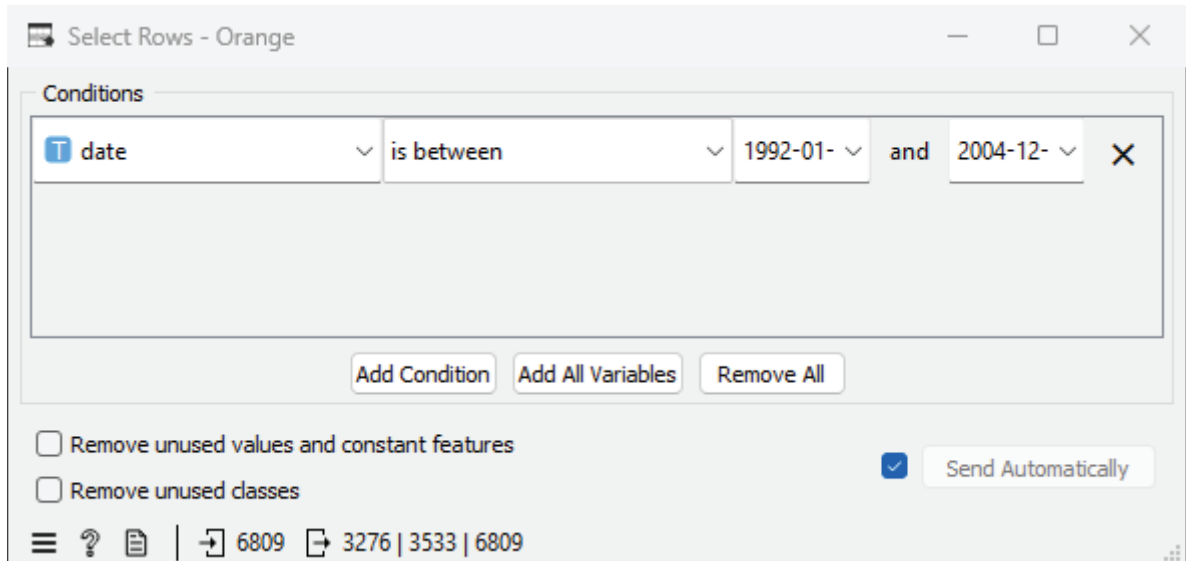 Select Rows - Orange
Conditions
T date is between 1992-01- and 2004-12-
Add Condition Add All Variables Remove All
Remove unused values and constant features
Send Automatically
Remove unused classes
6809 3276 | 3533 | 6809